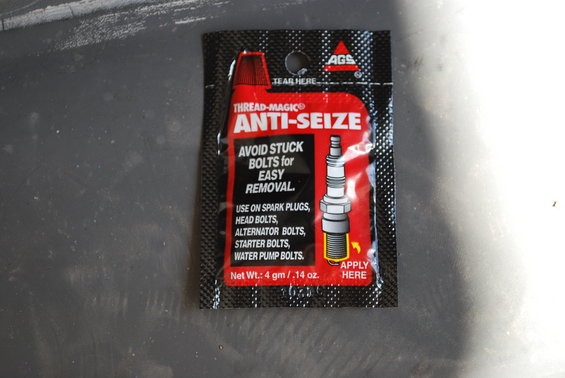 AGS
TEAR HERE
THREAD-MAGIC®
ANTI-SEIZE
AVOID STUCK
BOLTS for
EASY
REMOVAL.
USE ON SPARK PLUGS,
HEAD BOLTS,
ALTERNATOR BOLTS,
STARTER BOLTS,
WATER PUMP BOLTS.
APPLY
HERE
Net Wt.: 4 gm / .14 oz.